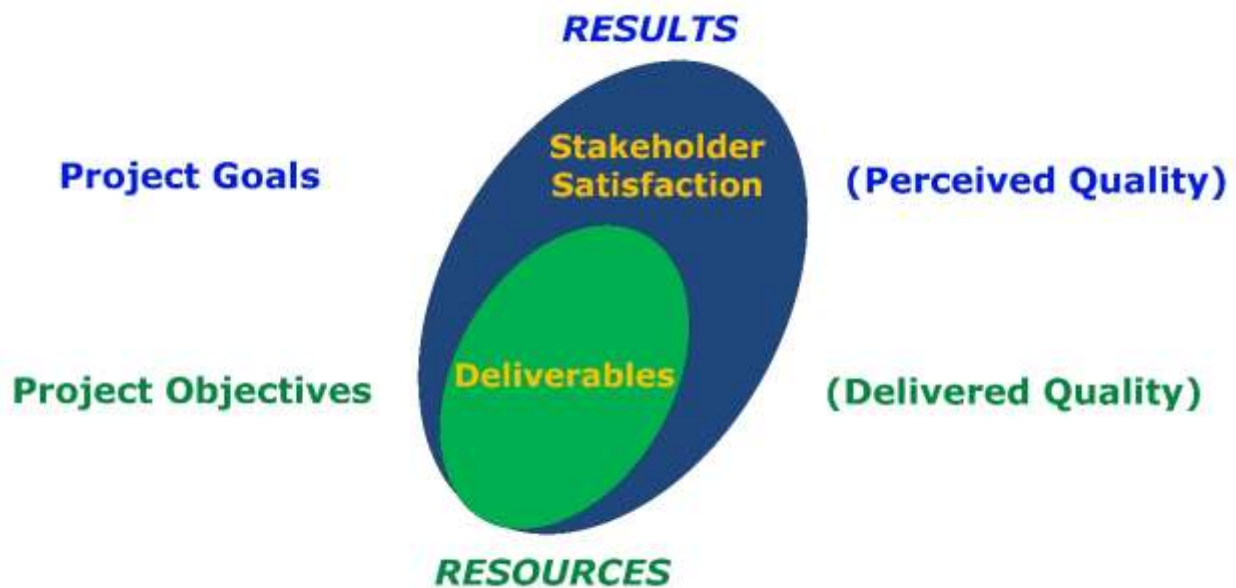 RESULTS
Stakeholder
Satisfaction
Project Goals
(Perceived Quality)
Deliverables
Project Objectives
(Delivered Quality)
RESOURCES